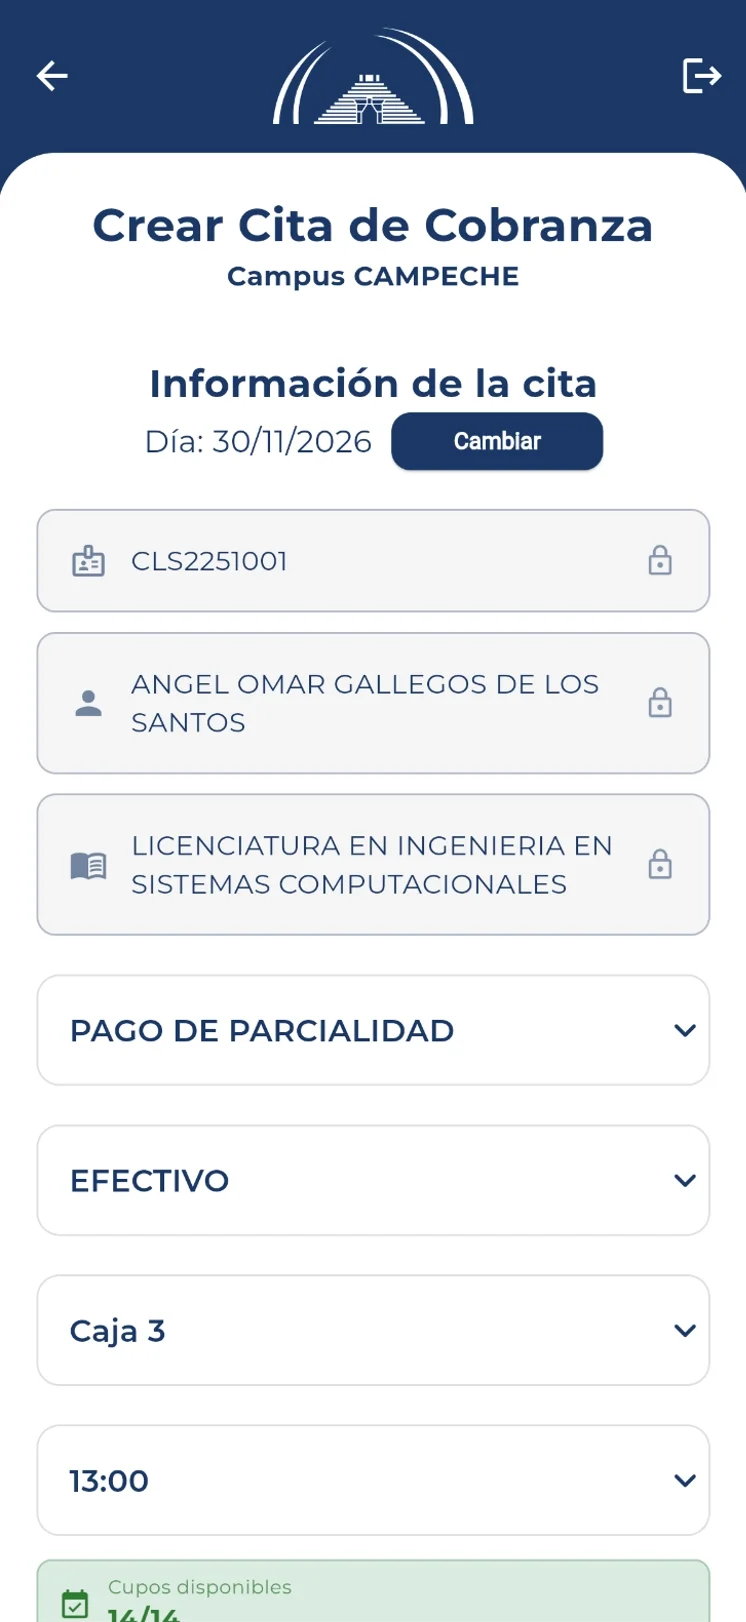 Crear Cita de Cobranza
Campus CAMPECHE
Información de la cita
Día: 30/11/2026
Cambiar
CLS2251001
ANGEL OMAR GALLEGOS DE LOS
SANTOS
LICENCIATURA EN INGENIERIA EN
SISTEMAS COMPUTACIONALES
PAGO DE PARCIALIDAD
EFECTIVO
Caja 3
13:00
Cupos disponibles
14/14